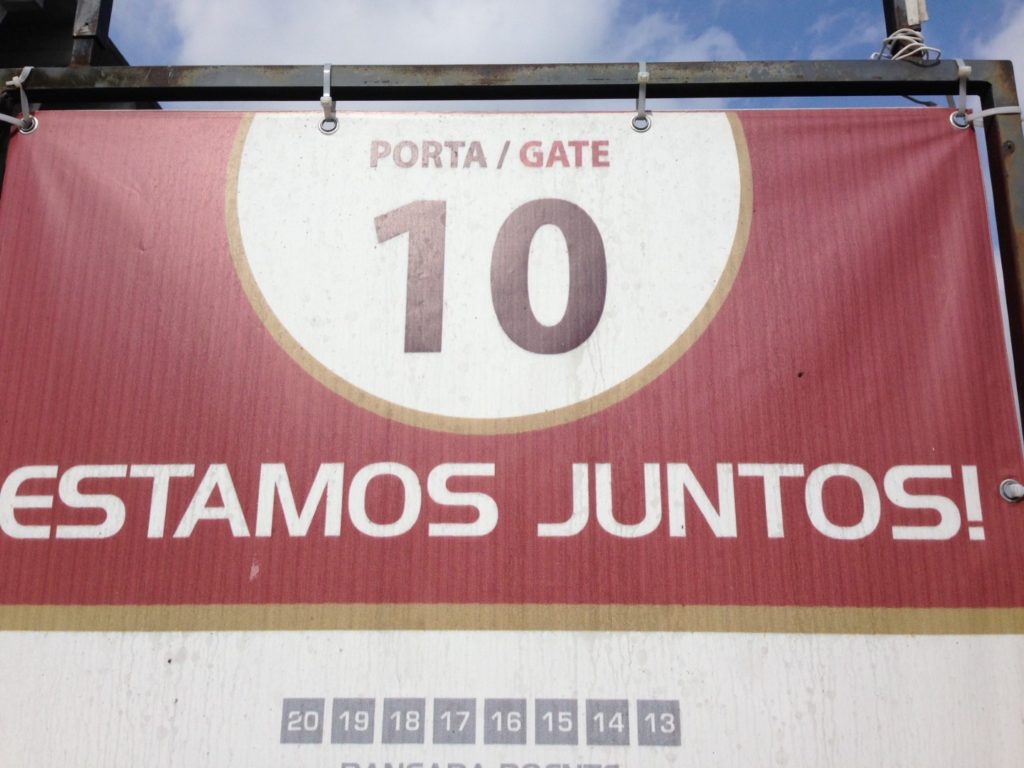 PORTA / GATE
10
ESTAMOS JUNTOS!
20 19 18 17 16 15 14 13